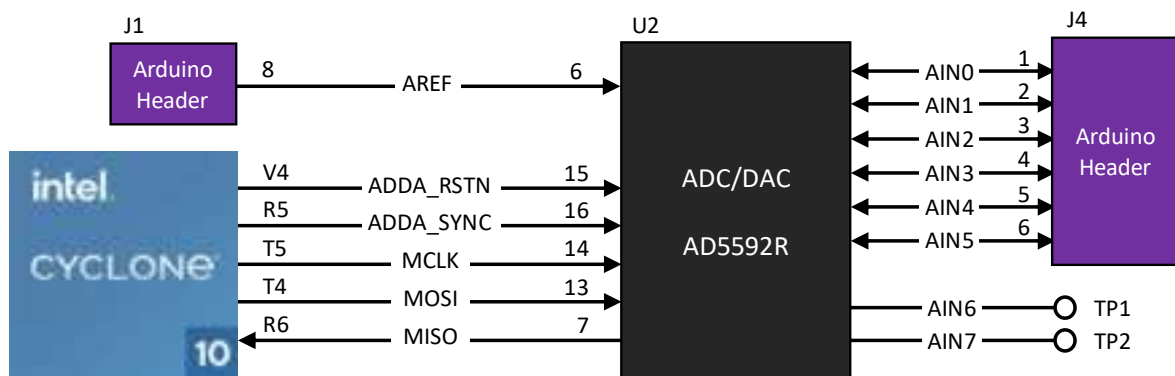 J1
U2
J4
Arduino
Header
8
AREF
6
AIN0
1
AIN1
2
AIN2
3
AIN3
4
AIN4
5
AIN5
6
Arduino
Header
intel.
CYCLONE
10
V4
ADDA_RSTN
15
R5
ADDA_SYNC
16
T5
MCLK
14
T4
MOSI
13
R6
MISO
7
ADC/DAC
AD5592R
AIN6
TP1
AIN7
TP2